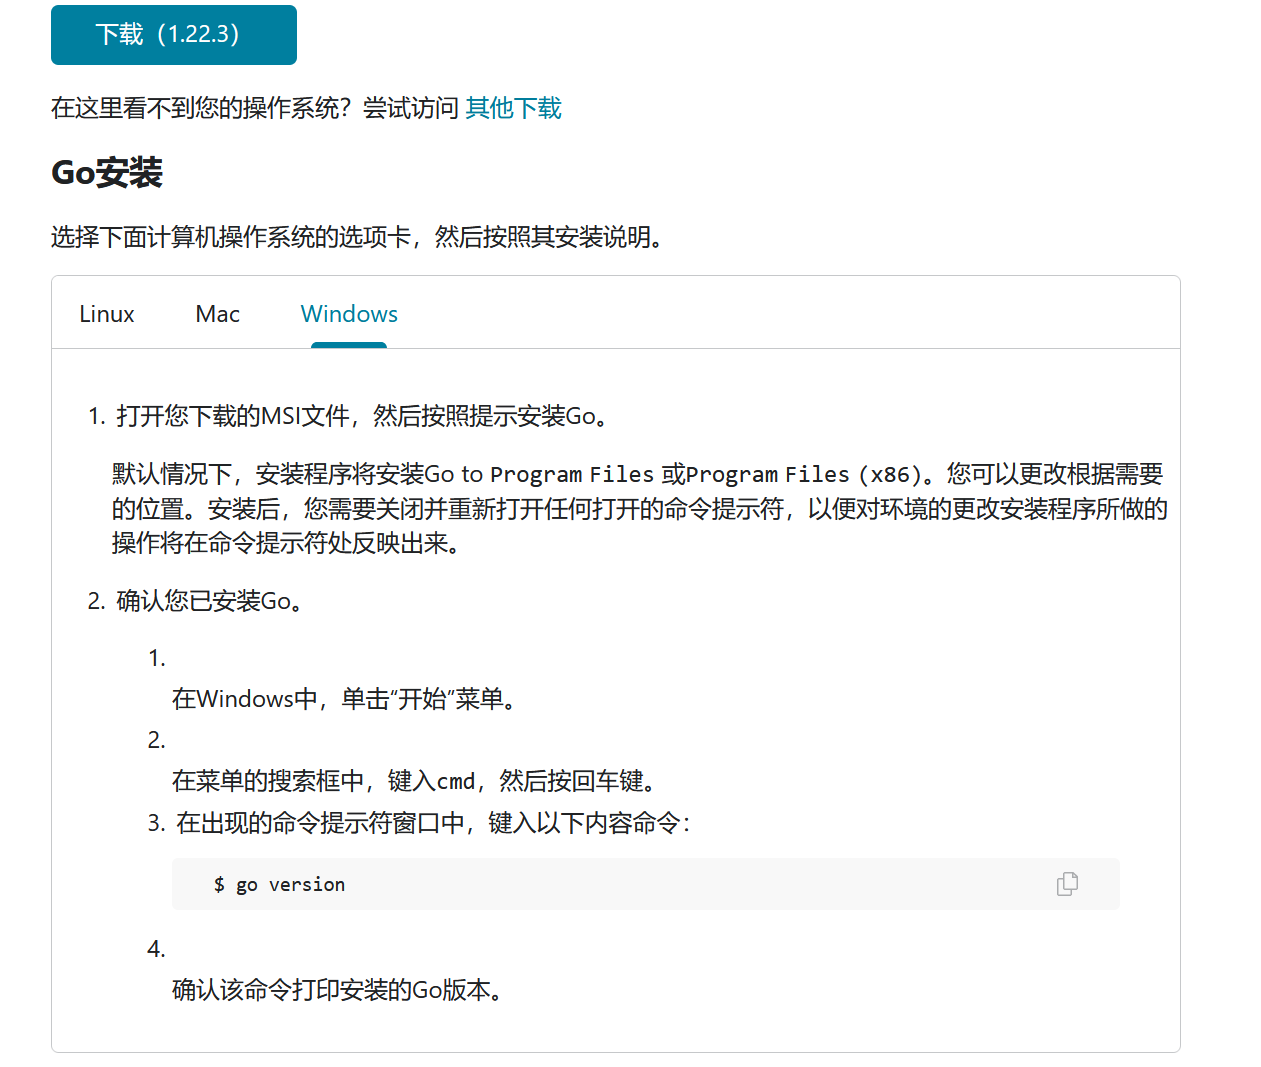 下载（1.22.3）
在这里看不到您的操作系统？尝试访问 其他下载
Go安装
选择下面计算机操作系统的选项卡，然后按照其安装说明。
Linux Mac Windows
1. 打开您下载的MSI文件，然后按照提示安装Go。
默认情况下，安装程序将安装Go to Program Files 或Program Files (x86)。您可以更改根据需要
的位置。安装后，您需要关闭并重新打开任何打开的命令提示符，以便对环境的更改安装程序所做的
操作将在命令提示符处反映出来。
2. 确认您已安装Go。
1.
在Windows中，单击“开始”菜单。
2.
在菜单的搜索框中，键入cmd，然后按回车键。
3. 在出现的命令提示符窗口中，键入以下内容命令：
$ go version
4.
确认该命令打印安装的Go版本。